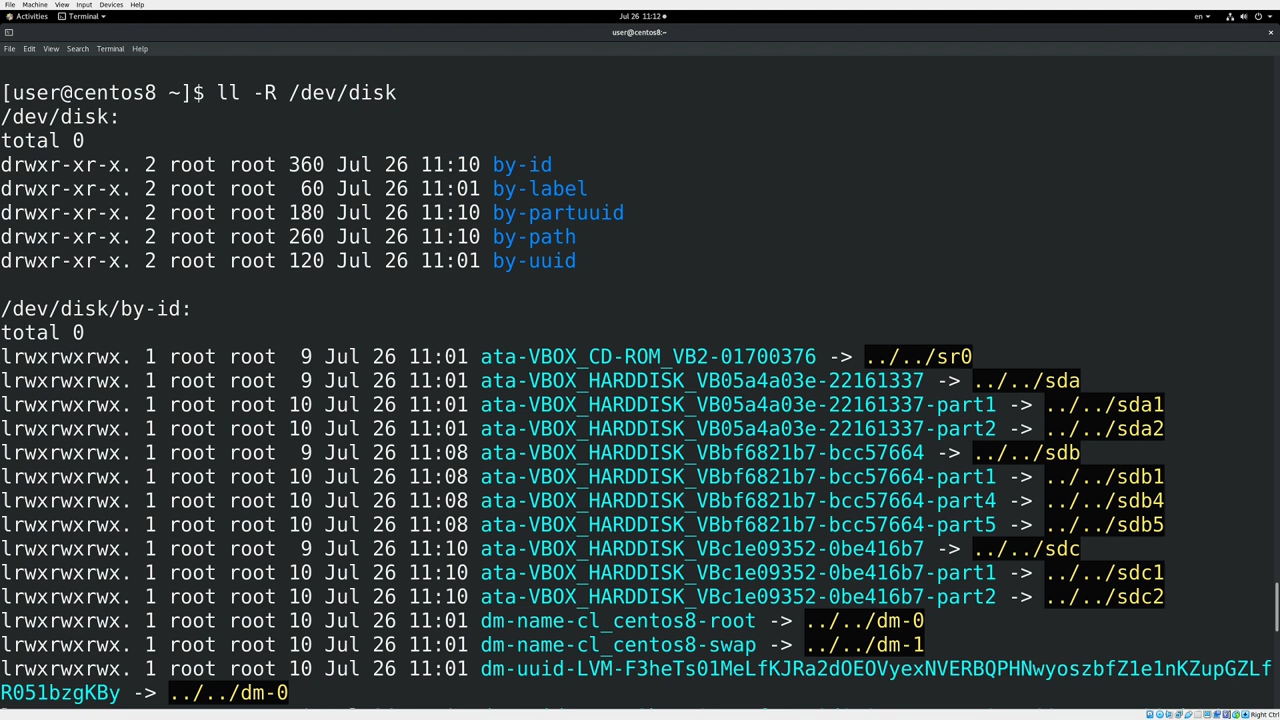 File Machine View Input Devices Help
Activities Terminal Jul 26 11:12 en
user@centos8:~
File Edit View Search Terminal Help
[user@centos8 ~]$ ll -R /dev/disk
/dev/disk:
total 0
drwxr-xr-x. 2 root root 360 Jul 26 11:10 by-id
drwxr-xr-x. 2 root root  60 Jul 26 11:01 by-label
drwxr-xr-x. 2 root root 180 Jul 26 11:10 by-partuuid
drwxr-xr-x. 2 root root 260 Jul 26 11:10 by-path
drwxr-xr-x. 2 root root 120 Jul 26 11:01 by-uuid
/dev/disk/by-id:
total 0
lrwxrwxrwx. 1 root root  9 Jul 26 11:01 ata-VBOX_CD-ROM_VB2-01700376 -> ../../sr0
lrwxrwxrwx. 1 root root  9 Jul 26 11:01 ata-VBOX_HARDDISK_VB05a4a03e-22161337 -> ../../sda
lrwxrwxrwx. 1 root root 10 Jul 26 11:01 ata-VBOX_HARDDISK_VB05a4a03e-22161337-part1 -> ../../sda1
lrwxrwxrwx. 1 root root 10 Jul 26 11:01 ata-VBOX_HARDDISK_VB05a4a03e-22161337-part2 -> ../../sda2
lrwxrwxrwx. 1 root root  9 Jul 26 11:08 ata-VBOX_HARDDISK_VBbf6821b7-bcc57664 -> ../../sdb
lrwxrwxrwx. 1 root root 10 Jul 26 11:08 ata-VBOX_HARDDISK_VBbf6821b7-bcc57664-part1 -> ../../sdb1
lrwxrwxrwx. 1 root root 10 Jul 26 11:08 ata-VBOX_HARDDISK_VBbf6821b7-bcc57664-part4 -> ../../sdb4
lrwxrwxrwx. 1 root root 10 Jul 26 11:08 ata-VBOX_HARDDISK_VBbf6821b7-bcc57664-part5 -> ../../sdb5
lrwxrwxrwx. 1 root root  9 Jul 26 11:10 ata-VBOX_HARDDISK_VBc1e09352-0be416b7 -> ../../sdc
lrwxrwxrwx. 1 root root 10 Jul 26 11:10 ata-VBOX_HARDDISK_VBc1e09352-0be416b7-part1 -> ../../sdc1
lrwxrwxrwx. 1 root root 10 Jul 26 11:10 ata-VBOX_HARDDISK_VBc1e09352-0be416b7-part2 -> ../../sdc2
lrwxrwxrwx. 1 root root 10 Jul 26 11:01 dm-name-cl_centos8-root -> ../../dm-0
lrwxrwxrwx. 1 root root 10 Jul 26 11:01 dm-name-cl_centos8-swap -> ../../dm-1
lrwxrwxrwx. 1 root root 10 Jul 26 11:01 dm-uuid-LVM-F3heTs01MeLfKJRa2dOEOVyexNVERBQPHNwyoszbfZ1e1nKZupGZLf
R051bzgKBy -> ../../dm-0
Right Ctrl